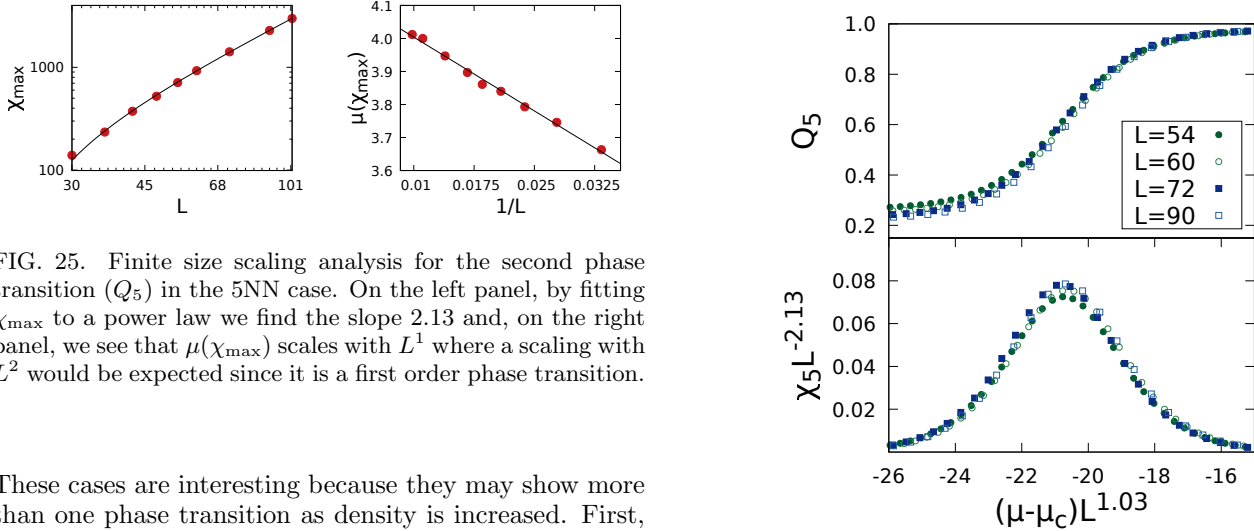 χmax
1000
100
30 45 68 101
L
μ(χmax)
4.1
4.0
3.9
3.8
3.7
3.6
0.01 0.0175 0.025 0.0325
1/L
FIG. 25. Finite size scaling analysis for the second phase
transition (Q₅) in the 5NN case. On the left panel, by fitting
χmax to a power law we find the slope 2.13 and, on the right
panel, we see that μ(χmax) scales with L¹ where a scaling with
L² would be expected since it is a first order phase transition.
These cases are interesting because they may show more
than one phase transition as density is increased. First,
Q₅
1.0
0.8
0.6
0.4
0.2
L=54
L=60
L=72
L=90
χ₅L⁻²·¹³
0.08
0.06
0.04
0.02
-26 -24 -22 -20 -18 -16
(μ-μc)L¹·⁰³